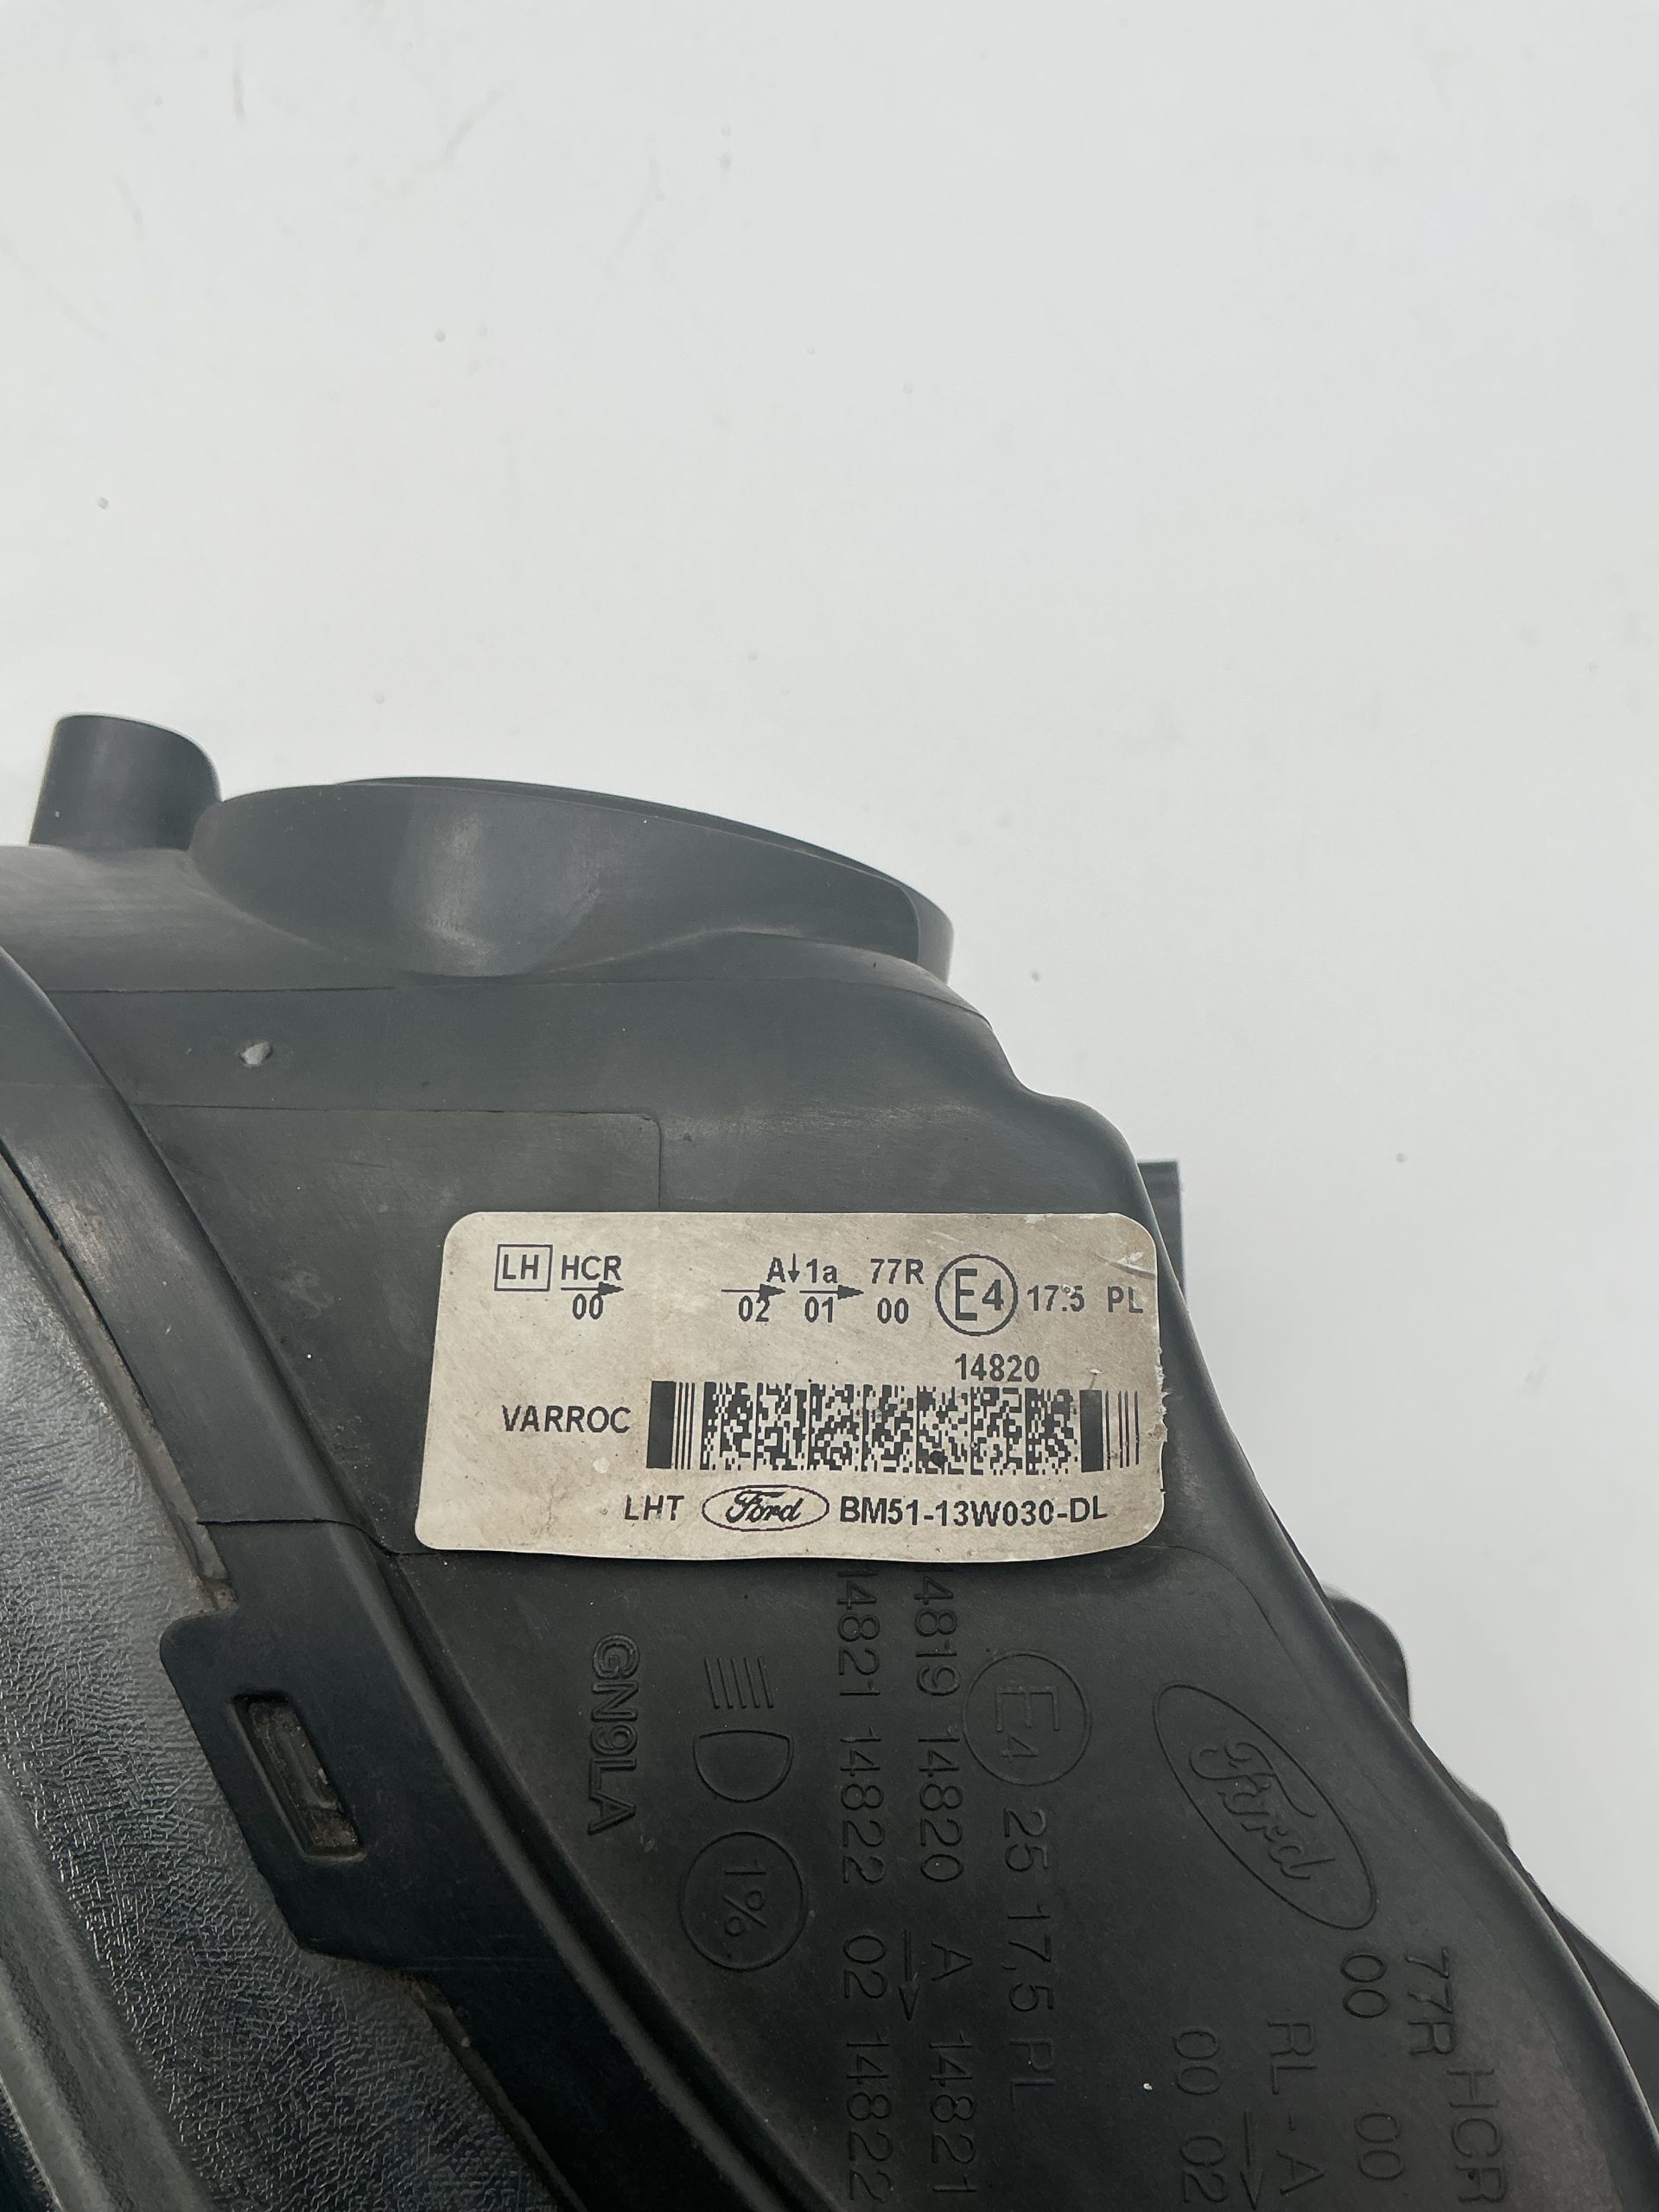 LH HCR A↓1a 77R E4 17.5 PL
00 02 01 00
14820
VARROC
LHT Ford BM51-13W030-DL
GN9LA
1%
14821 14822 02 14822
14819 14820 A 14821
E4 25 17,5 PL
Ford
00 02
RL-A
00 00
77R HCR